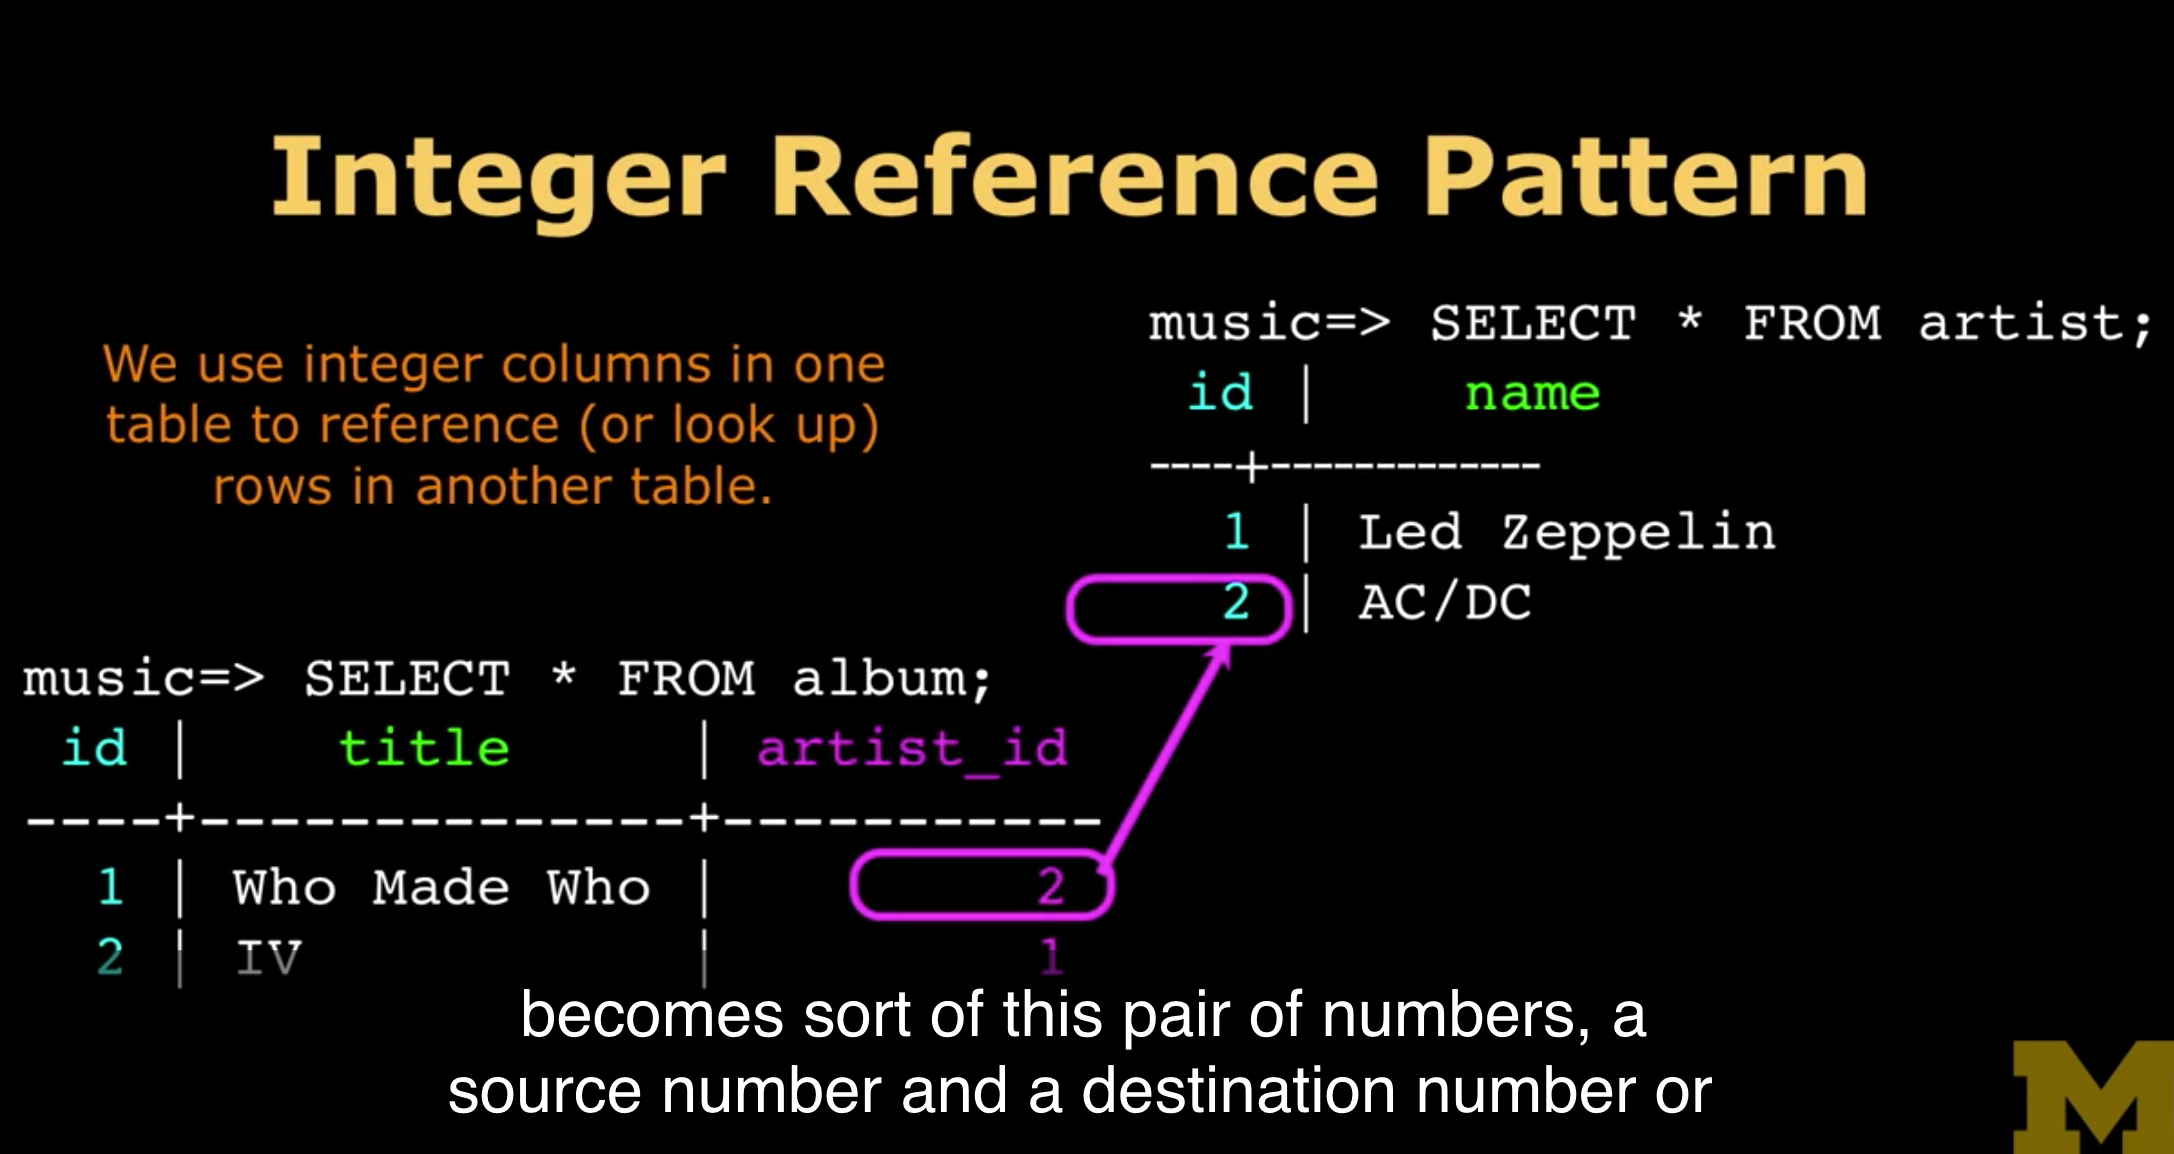 Integer Reference Pattern
We use integer columns in one
table to reference (or look up)
rows in another table.
music=> SELECT * FROM artist;
id | name
----+------------
1 | Led Zeppelin
2 | AC/DC
music=> SELECT * FROM album;
id | title | artist_id
----+--------------+-----------
1 | Who Made Who | 2
2 | IV | 1
becomes sort of this pair of numbers, a
source number and a destination number or
M